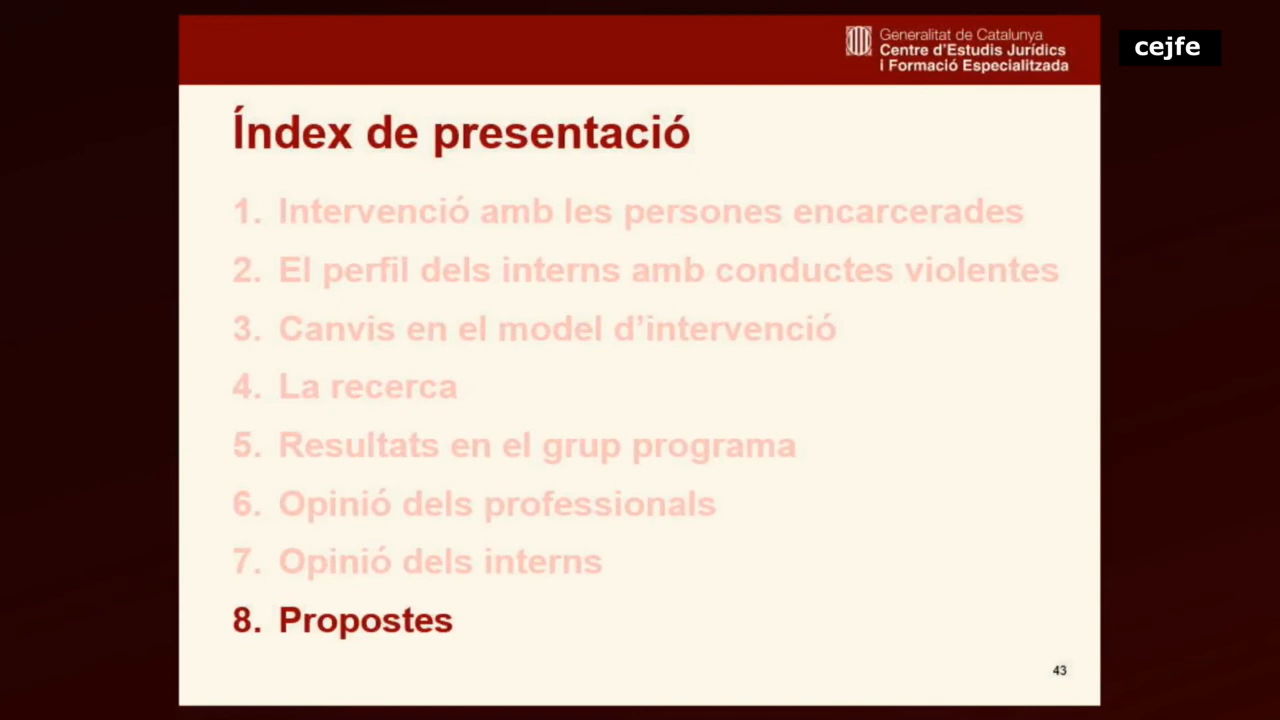 Generalitat de Catalunya
Centre d'Estudis Jurídics
i Formació Especialitzada
cejfe
Índex de presentació
1. Intervenció amb les persones encarcerades
2. El perfil dels interns amb conductes violentes
3. Canvis en el model d'intervenció
4. La recerca
5. Resultats en el grup programa
6. Opinió dels professionals
7. Opinió dels interns
8. Propostes
43